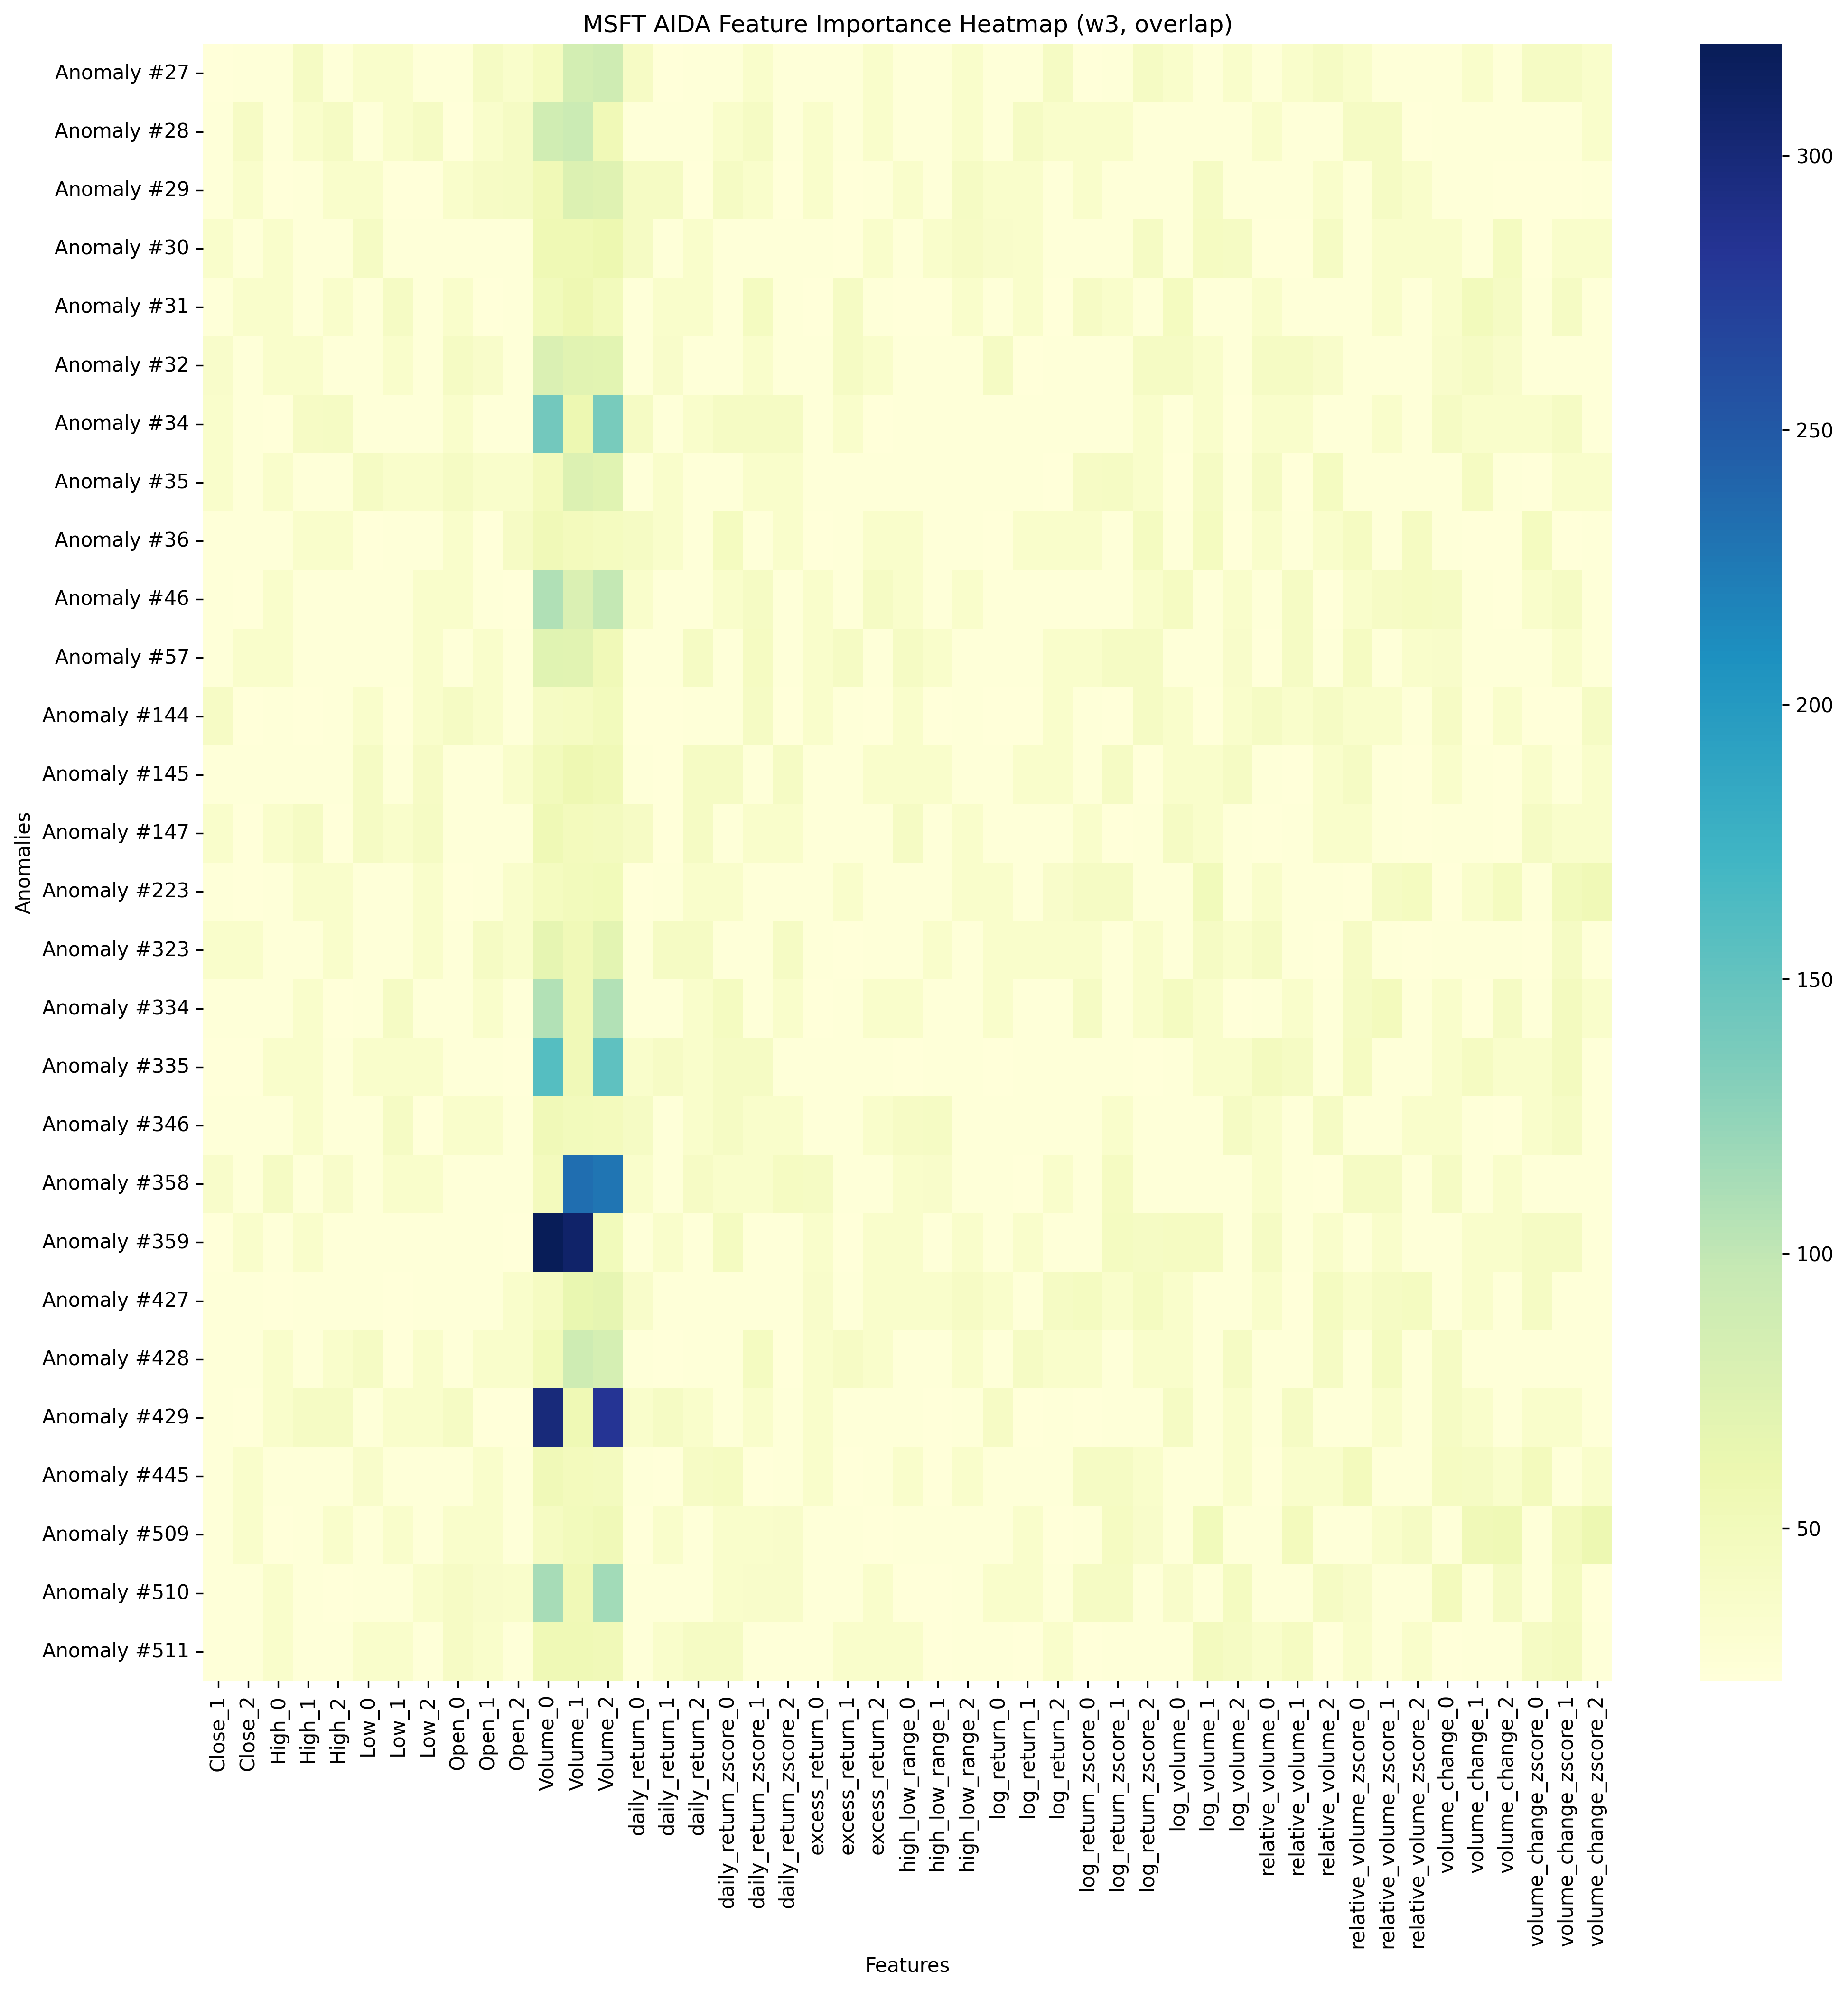 MSFT AIDA Feature Importance Heatmap (w3, overlap)
Anomalies
Anomaly #27
Anomaly #28
Anomaly #29
Anomaly #30
Anomaly #31
Anomaly #32
Anomaly #34
Anomaly #35
Anomaly #36
Anomaly #46
Anomaly #57
Anomaly #144
Anomaly #145
Anomaly #147
Anomaly #223
Anomaly #323
Anomaly #334
Anomaly #335
Anomaly #346
Anomaly #358
Anomaly #359
Anomaly #427
Anomaly #428
Anomaly #429
Anomaly #445
Anomaly #509
Anomaly #510
Anomaly #511
Close_1
Close_2
High_0
High_1
High_2
Low_0
Low_1
Low_2
Open_0
Open_1
Open_2
Volume_0
Volume_1
Volume_2
daily_return_0
daily_return_1
daily_return_2
daily_return_zscore_0
daily_return_zscore_1
daily_return_zscore_2
excess_return_0
excess_return_1
excess_return_2
high_low_range_0
high_low_range_1
high_low_range_2
log_return_0
log_return_1
log_return_2
log_return_zscore_0
log_return_zscore_1
log_return_zscore_2
log_volume_0
log_volume_1
log_volume_2
relative_volume_0
relative_volume_1
relative_volume_2
relative_volume_zscore_0
relative_volume_zscore_1
relative_volume_zscore_2
volume_change_0
volume_change_1
volume_change_2
volume_change_zscore_0
volume_change_zscore_1
volume_change_zscore_2
Features
300
250
200
150
100
50